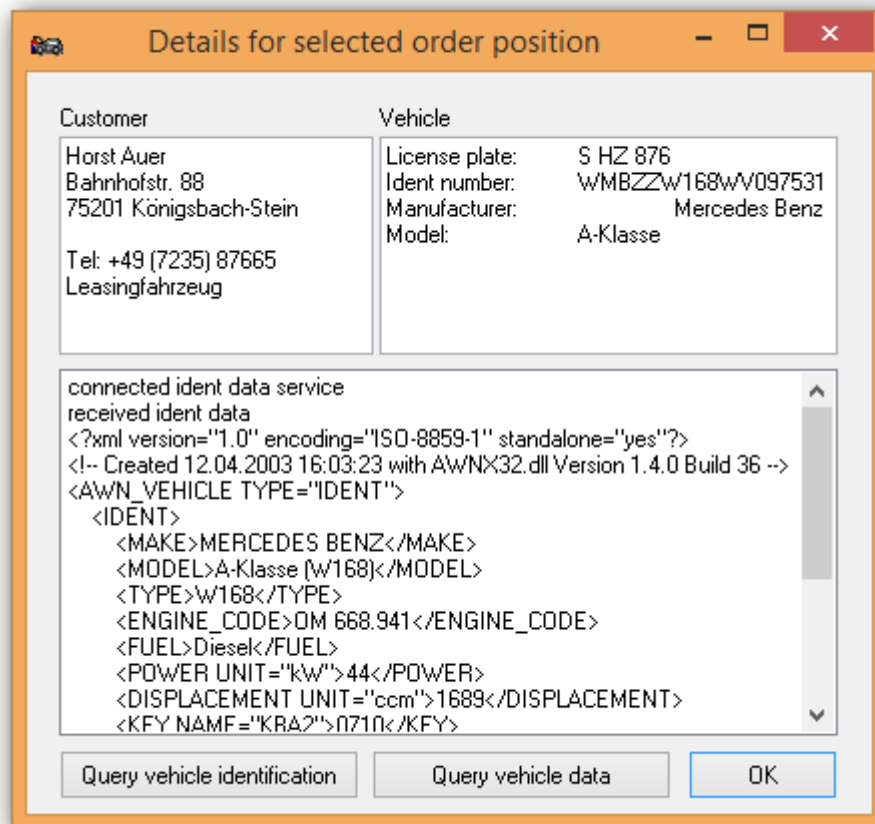 Details for selected order position
Customer
Horst Auer
Bahnhofstr. 88
75201 Königsbach-Stein
Tel: +49 (7235) 87665
Leasingfahrzeug
Vehicle
License plate: S HZ 876
Ident number: WMBZZW168WV097531
Manufacturer: Mercedes Benz
Model: A-Klasse
connected ident data service
received ident data
<?xml version="1.0" encoding="ISO-8859-1" standalone="yes"?>
<!-- Created 12.04.2003 16:03:23 with AWNX32.dll Version 1.4.0 Build 36 -->
<AWN_VEHICLE TYPE="IDENT">
<IDENT>
<MAKE>MERCEDES BENZ</MAKE>
<MODEL>A-Klasse (W168)</MODEL>
<TYPE>W168</TYPE>
<ENGINE_CODE>OM 668.941</ENGINE_CODE>
<FUEL>Diesel</FUEL>
<POWER UNIT="kW">44</POWER>
<DISPLACEMENT UNIT="ccm">1689</DISPLACEMENT>
<KEY NAME="KBA2">0710</KEY>
Query vehicle identification
Query vehicle data
OK